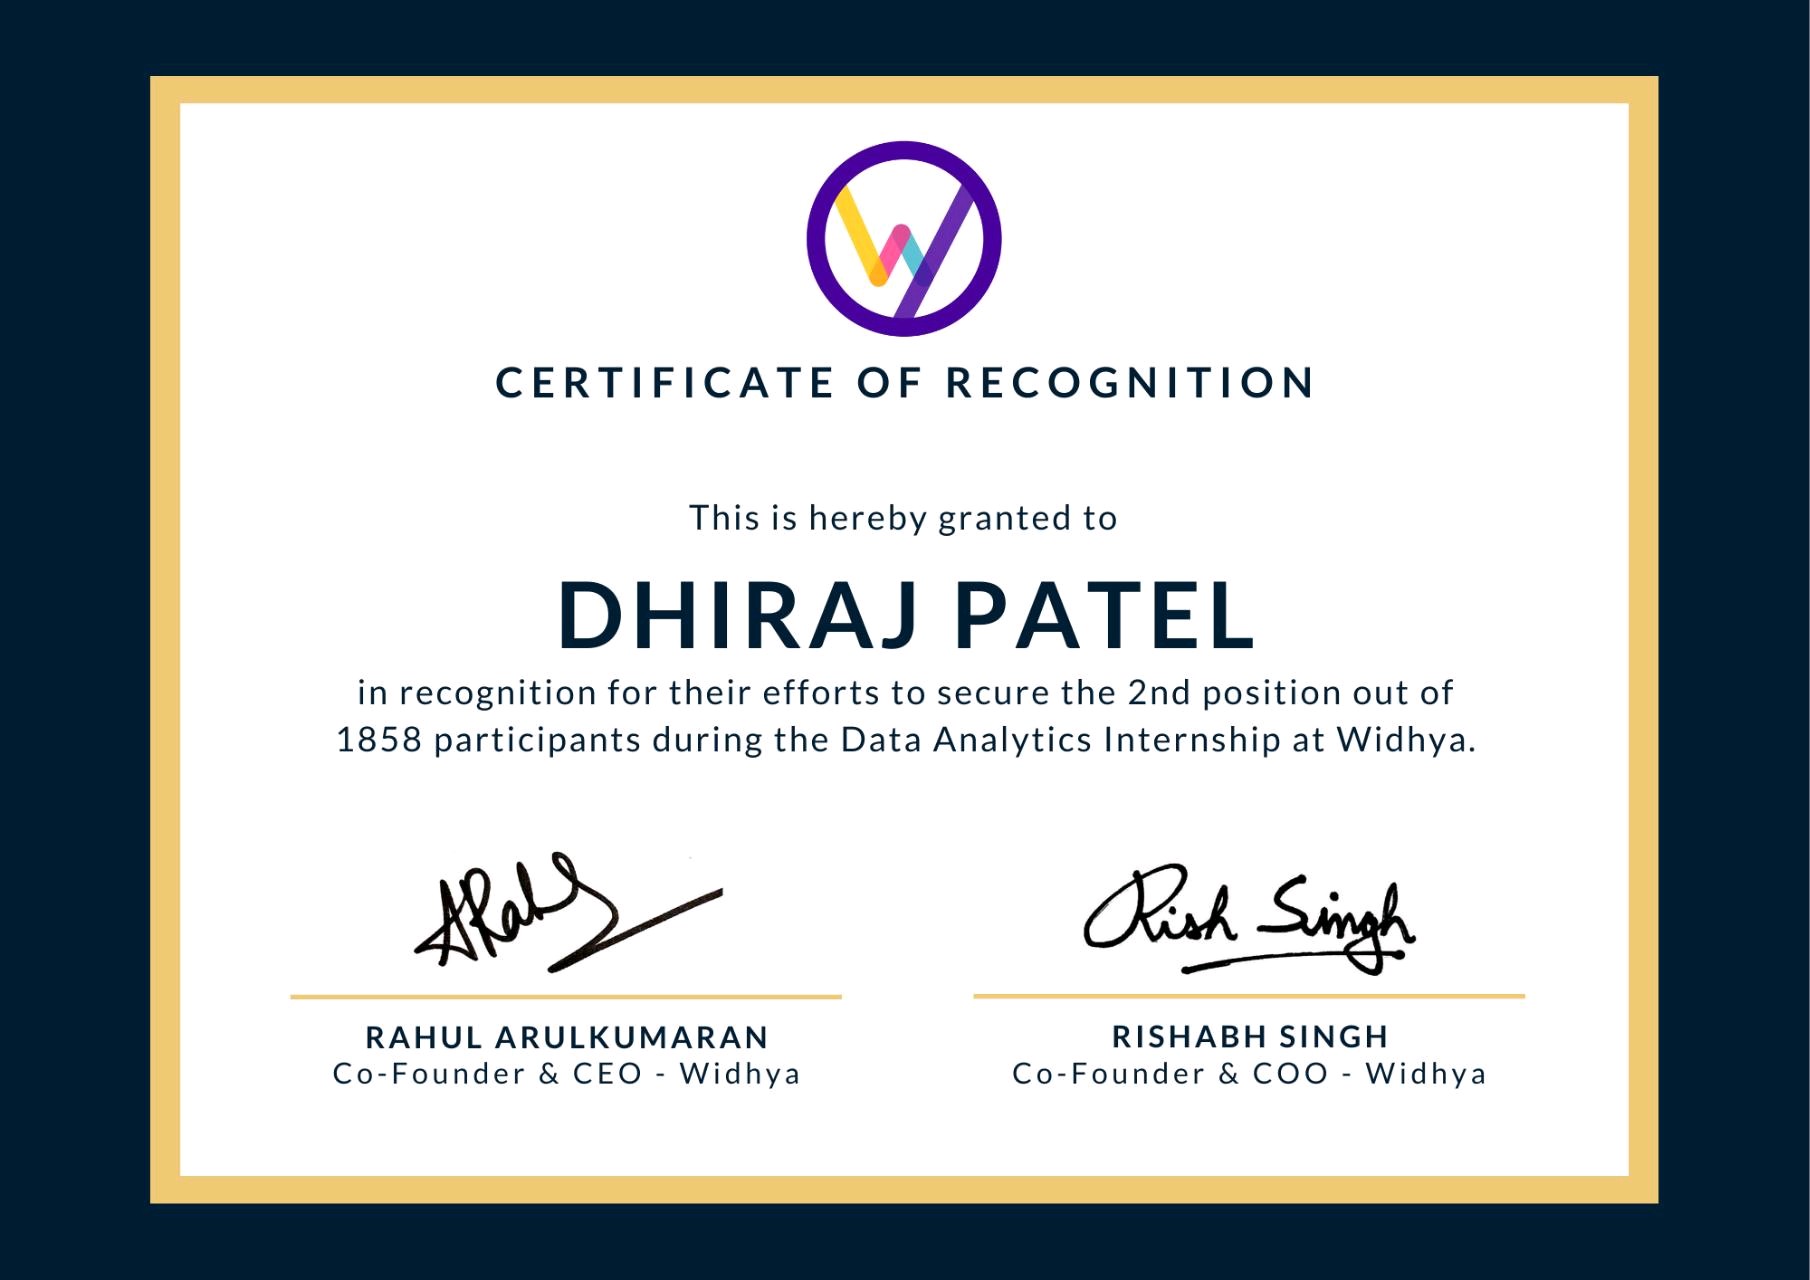 CERTIFICATE OF RECOGNITION
This is hereby granted to
DHIRAJ PATEL
in recognition for their efforts to secure the 2nd position out of
1858 participants during the Data Analytics Internship at Widhya.
ARahul
Rish Singh
RAHUL ARULKUMARAN
Co-Founder & CEO - Widhya
RISHABH SINGH
Co-Founder & COO - Widhya